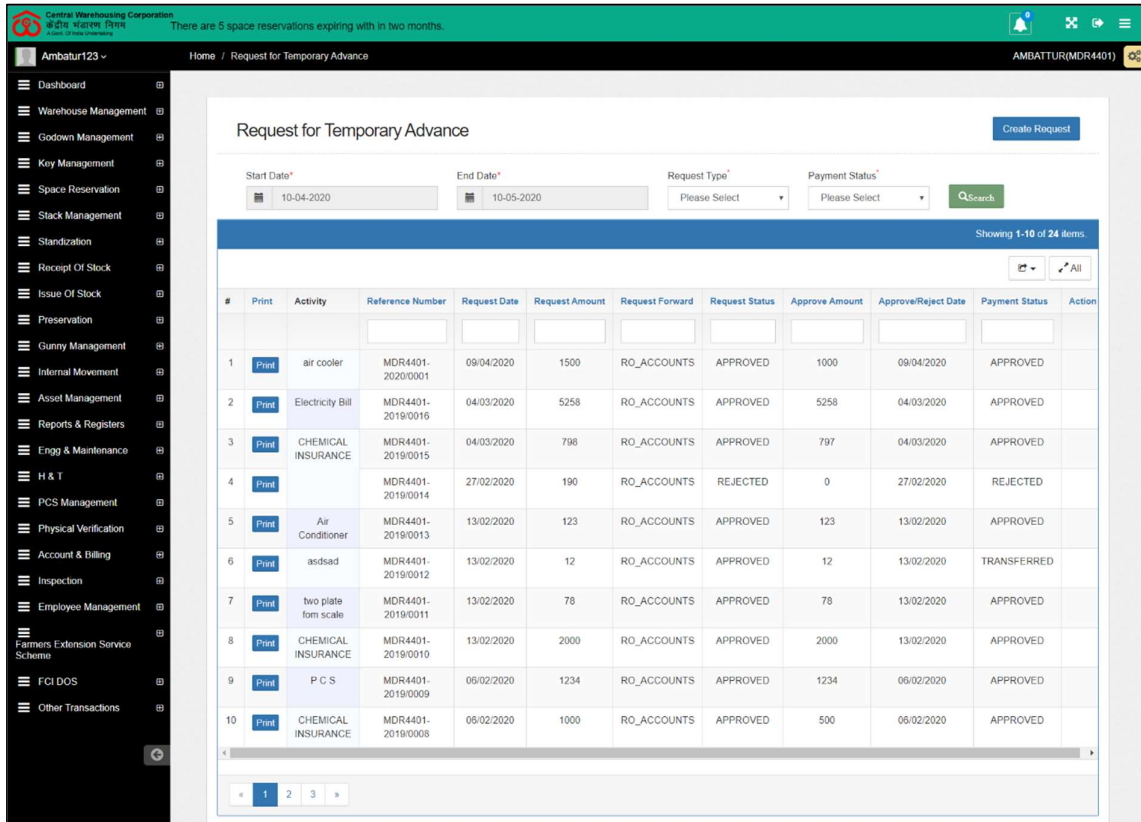 Central Warehousing Corporation
केंद्रीय भंडारण निगम
A Govt. Of India Undertaking
There are 5 space reservations expiring with in two months.
0
Ambatur123
Home / Request for Temporary Advance
AMBATTUR(MDR4401)
Dashboard
Warehouse Management
Godown Management
Key Management
Space Reservation
Stack Management
Standization
Receipt Of Stock
Issue Of Stock
Preservation
Gunny Management
Internal Movement
Asset Management
Reports & Registers
Engg & Maintenance
H & T
PCS Management
Physical Verification
Account & Billing
Inspection
Employee Management
Farmers Extension Service
Scheme
FCI DOS
Other Transactions
Request for Temporary Advance
Create Request
Start Date* End Date* Request Type* Payment Status*
10-04-2020 10-05-2020 Please Select Please Select Search
Showing 1-10 of 24 items.
All
# Print Activity Reference Number Request Date Request Amount Request Forward Request Status Approve Amount Approve/Reject Date Payment Status Action
1 Print air cooler MDR4401- 09/04/2020 1500 RO_ACCOUNTS APPROVED 1000 09/04/2020 APPROVED
2020/0001
2 Print Electricity Bill MDR4401- 04/03/2020 5258 RO_ACCOUNTS APPROVED 5258 04/03/2020 APPROVED
2019/0016
3 Print CHEMICAL MDR4401- 04/03/2020 798 RO_ACCOUNTS APPROVED 797 04/03/2020 APPROVED
INSURANCE 2019/0015
4 Print MDR4401- 27/02/2020 190 RO_ACCOUNTS REJECTED 0 27/02/2020 REJECTED
2019/0014
5 Print Air MDR4401- 13/02/2020 123 RO_ACCOUNTS APPROVED 123 13/02/2020 APPROVED
Conditioner 2019/0013
6 Print asdsad MDR4401- 13/02/2020 12 RO_ACCOUNTS APPROVED 12 13/02/2020 TRANSFERRED
2019/0012
7 Print two plate MDR4401- 13/02/2020 78 RO_ACCOUNTS APPROVED 78 13/02/2020 APPROVED
fom scale 2019/0011
8 Print CHEMICAL MDR4401- 13/02/2020 2000 RO_ACCOUNTS APPROVED 2000 13/02/2020 APPROVED
INSURANCE 2019/0010
9 Print P C S MDR4401- 06/02/2020 1234 RO_ACCOUNTS APPROVED 1234 06/02/2020 APPROVED
2019/0009
10 Print CHEMICAL MDR4401- 06/02/2020 1000 RO_ACCOUNTS APPROVED 500 06/02/2020 APPROVED
INSURANCE 2019/0008
« 1 2 3 »